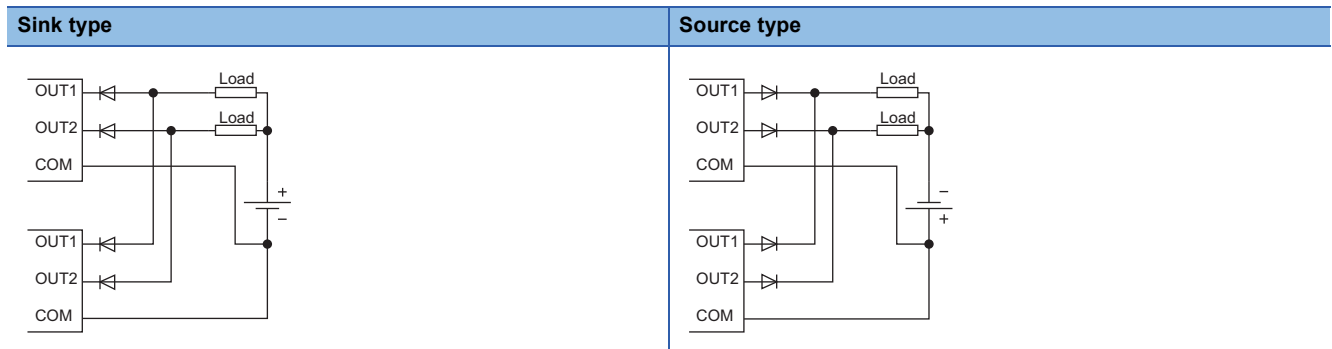 Sink type
OUT1
Load
OUT2
Load
COM
+
–
OUT1
OUT2
COM
Source type
OUT1
Load
OUT2
Load
COM
–
+
OUT1
OUT2
COM